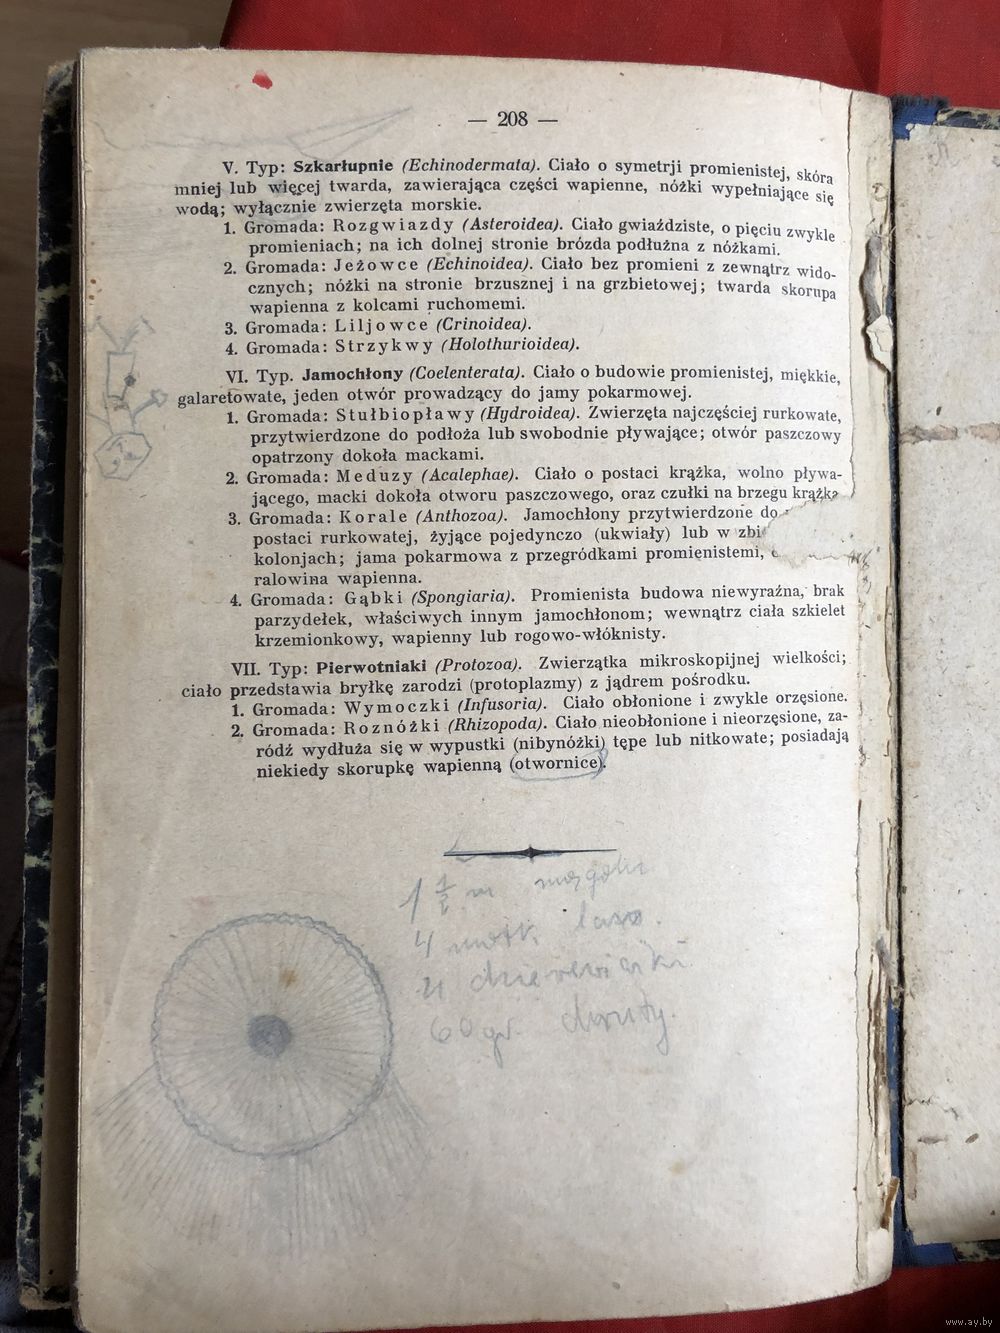 — 208 —
V. Typ: Szkarłupnie (Echinodermata). Ciało o symetrji promienistej, skóra
mniej lub więcej twarda, zawierająca części wapienne, nóżki wypełniające się
wodą; wyłącznie zwierzęta morskie.
1. Gromada: Rozgwiazdy (Asteroidea). Ciało gwiaździste, o pięciu zwykle
promieniach; na ich dolnej stronie brózda podłużna z nóżkami.
2. Gromada: Jeżowce (Echinoidea). Ciało bez promieni z zewnątrz wido-
cznych; nóżki na stronie brzusznej i na grzbietowej; twarda skorupa
wapienna z kolcami ruchomemi.
3. Gromada: Liljowce (Crinoidea).
4. Gromada: Strzykwy (Holothurioidea).
VI. Typ. Jamochłony (Coelenterata). Ciało o budowie promienistej, miękkie,
galaretowate, jeden otwór prowadzący do jamy pokarmowej.
1. Gromada: Stułbiopławy (Hydroidea). Zwierzęta najczęściej rurkowate,
przytwierdzone do podłoża lub swobodnie pływające; otwór paszczowy
opatrzony dokoła mackami.
2. Gromada: Meduzy (Acalephae). Ciało o postaci krążka, wolno pływa-
jącego, macki dokoła otworu paszczowego, oraz czułki na brzegu krążka
3. Gromada: Korale (Anthozoa). Jamochłony przytwierdzone do
postaci rurkowatej, żyjące pojedynczo (ukwiały) lub w zbi
kolonjach; jama pokarmowa z przegródkami promienistemi,
ralowina wapienna.
4. Gromada: Gąbki (Spongiaria). Promienista budowa niewyraźna, brak
parzydełek, właściwych innym jamochłonom; wewnątrz ciała szkielet
krzemionkowy, wapienny lub rogowo-włóknisty.
VII. Typ: Pierwotniaki (Protozoa). Zwierzątka mikroskopijnej wielkości;
ciało przedstawia bryłkę zarodzi (protoplazmy) z jądrem pośrodku.
1. Gromada: Wymoczki (Infusoria). Ciało obłonione i zwykle orzęsione.
2. Gromada: Roznóżki (Rhizopoda). Ciało nieobłonione i nieorzęsione, za-
ródź wydłuża się w wypustki (nibynóżki) tępe lub nitkowate; posiadają
niekiedy skorupkę wapienną (otwornice).
1 1/2 m
4 motk.
60 gr. druty.
www.ay.by